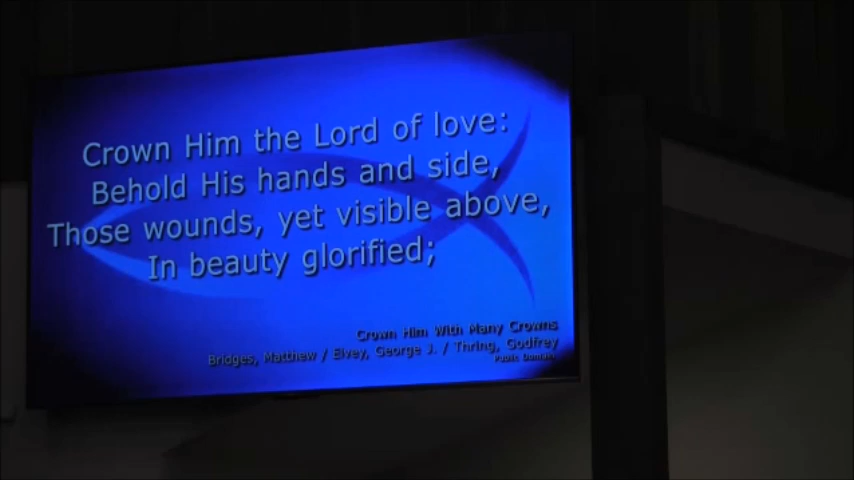 Crown Him the Lord of love:
Behold His hands and side,
Those wounds, yet visible above,
In beauty glorified;
Crown Him With Many Crowns
Bridges, Matthew / Elvey, George J. / Thring, Godfrey
Public Domain